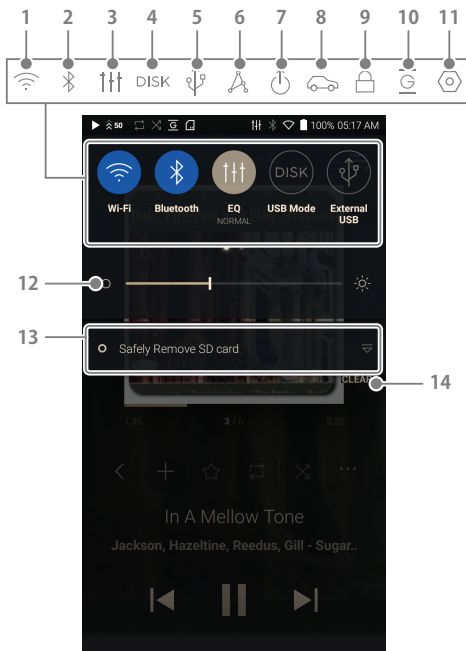 1 2 3 4 5 6 7 8 9 10 11
DISK G
50 G 100% 05:17 AM
DISK
Wi-Fi Bluetooth EQ USB Mode External
NORMAL USB
12
13
Safely Remove SD card
CLEAR
14
1:35 3 / 6 5:33
In A Mellow Tone
Jackson, Hazeltine, Reedus, Gill - Sugar..